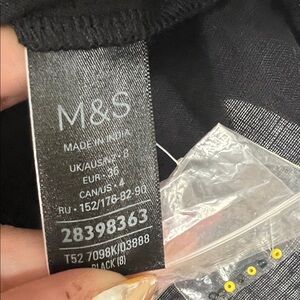 M&S
MADE IN INDIA
UK/AUS/NZ - 8
EUR - 36
CAN/US - 4
RU - 152/176-82-90
28398363
T52 7098K/03888
BLACK (B)